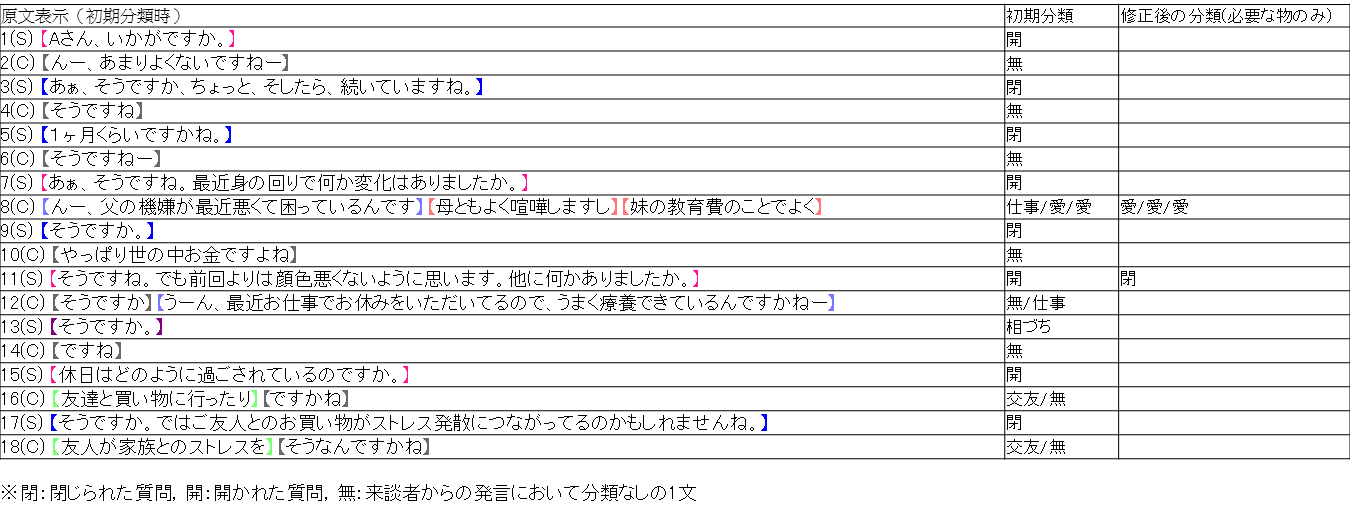 原文表示（初期分類時） 初期分類 修正後の分類(必要な物のみ)
1(S)【Aさん、いかがですか。】 開
2(C)【んー、あまりよくないですねー】 無
3(S)【あぁ、そうですか、ちょっと、そしたら、続いていますね。】 閉
4(C)【そうですね】 無
5(S)【1ヶ月くらいですかね。】 閉
6(C)【そうですねー】 無
7(S)【あぁ、そうですね。最近身の回りで何か変化はありましたか。】 開
8(C)【んー、父の機嫌が最近悪くて困っているんです】【母ともよく喧嘩しますし】【妹の教育費のことでよく】 仕事/愛/愛 愛/愛/愛
9(S)【そうですか。】 閉
10(C)【やっぱり世の中お金ですよね】 無
11(S)【そうですね。でも前回よりは顔色悪くないように思います。他に何かありましたか。】 開 閉
12(C)【そうですか】【うーん、最近お仕事でお休みをいただいてるので、うまく療養できているんですかねー】 無/仕事
13(S)【そうですか。】 相づち
14(C)【ですね】 無
15(S)【休日はどのように過ごされているのですか。】 開
16(C)【友達と買い物に行ったり】【ですかね】 交友/無
17(S)【そうですか。ではご友人とのお買い物がストレス発散につながってるのかもしれませんね。】 閉
18(C)【友人が家族とのストレスを】【そうなんですかね】 交友/無
※閉：閉じられた質問，開：開かれた質問，無：来談者からの発言において分類なしの1文